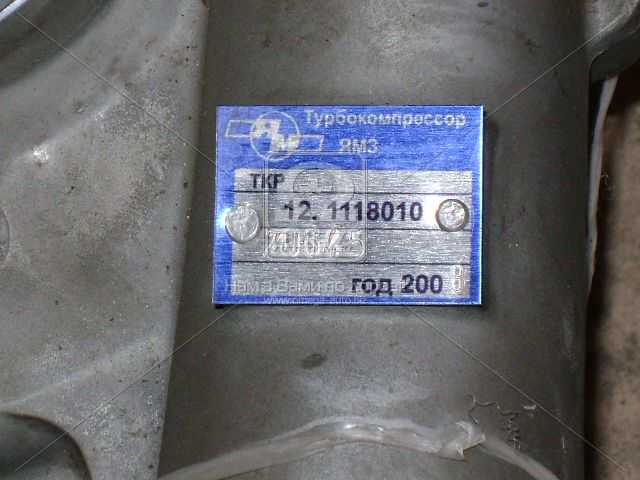 Турбокомпрессор
ЯМЗ
ТКР
12. 1118010
год 200